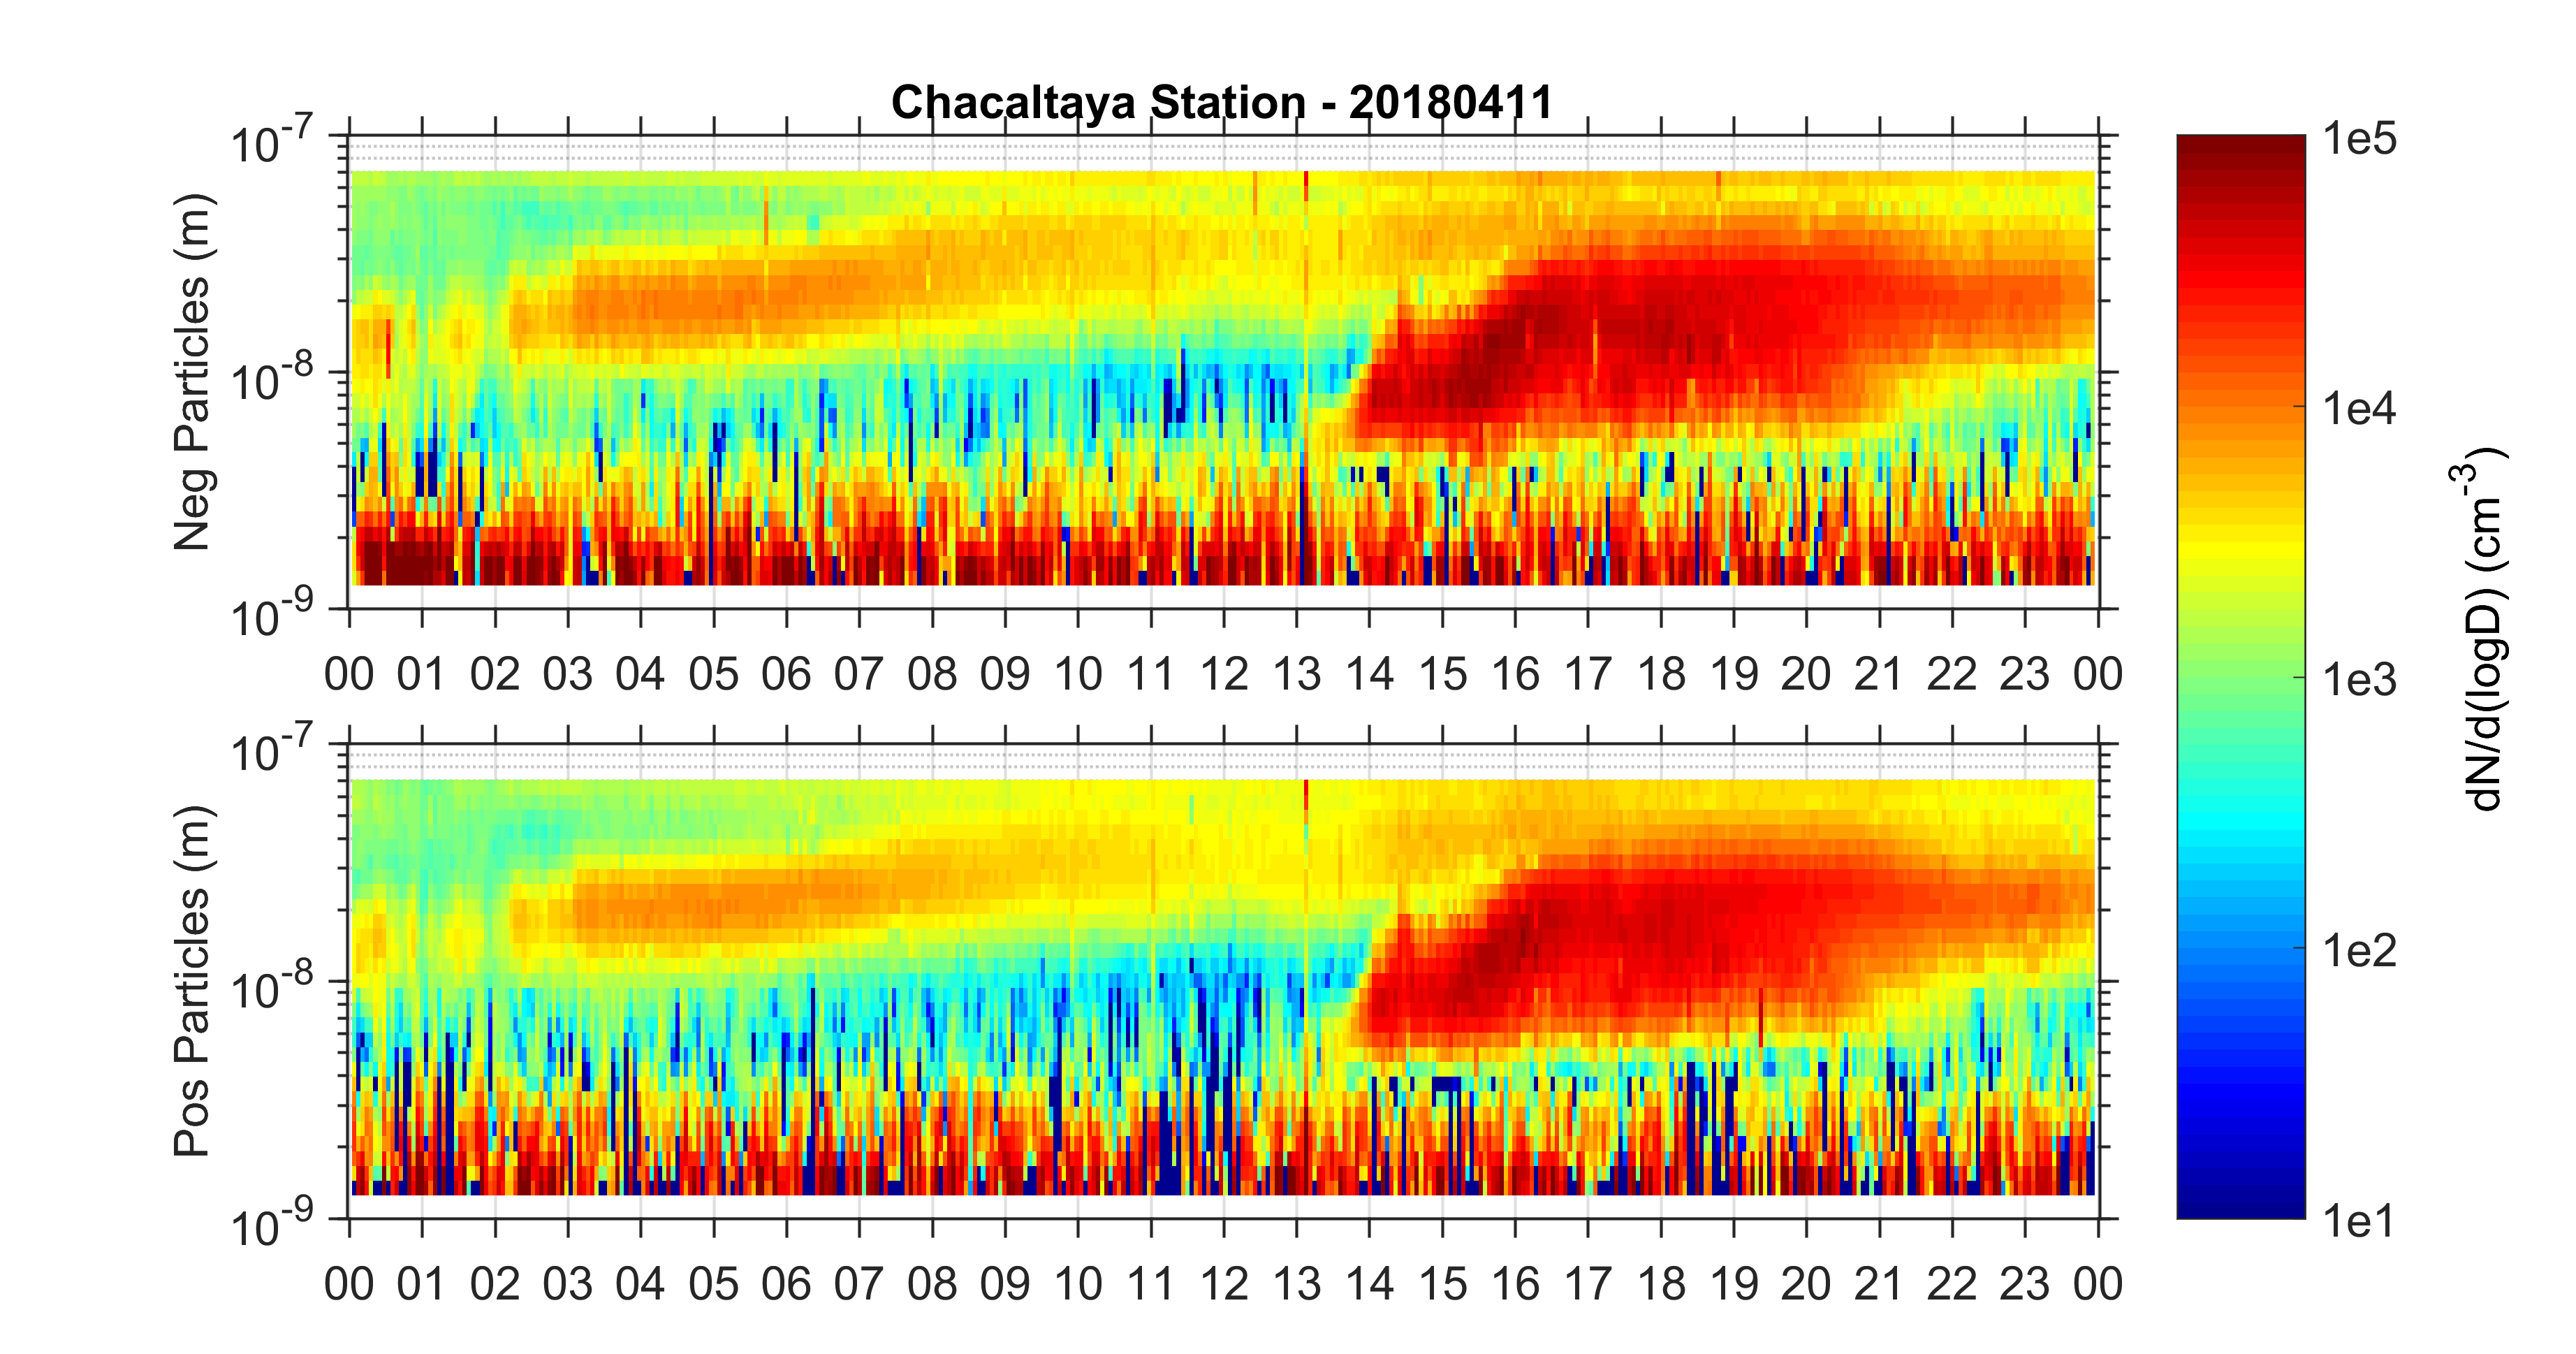 Chacaltaya Station - 20180411
Neg Particles (m)
10-7
10-8
10-9
00 01 02 03 04 05 06 07 08 09 10 11 12 13 14 15 16 17 18 19 20 21 22 23 00
Pos Particles (m)
10-7
10-8
10-9
00 01 02 03 04 05 06 07 08 09 10 11 12 13 14 15 16 17 18 19 20 21 22 23 00
1e5
1e4
1e3
1e2
1e1
dN/d(logD) (cm-3)